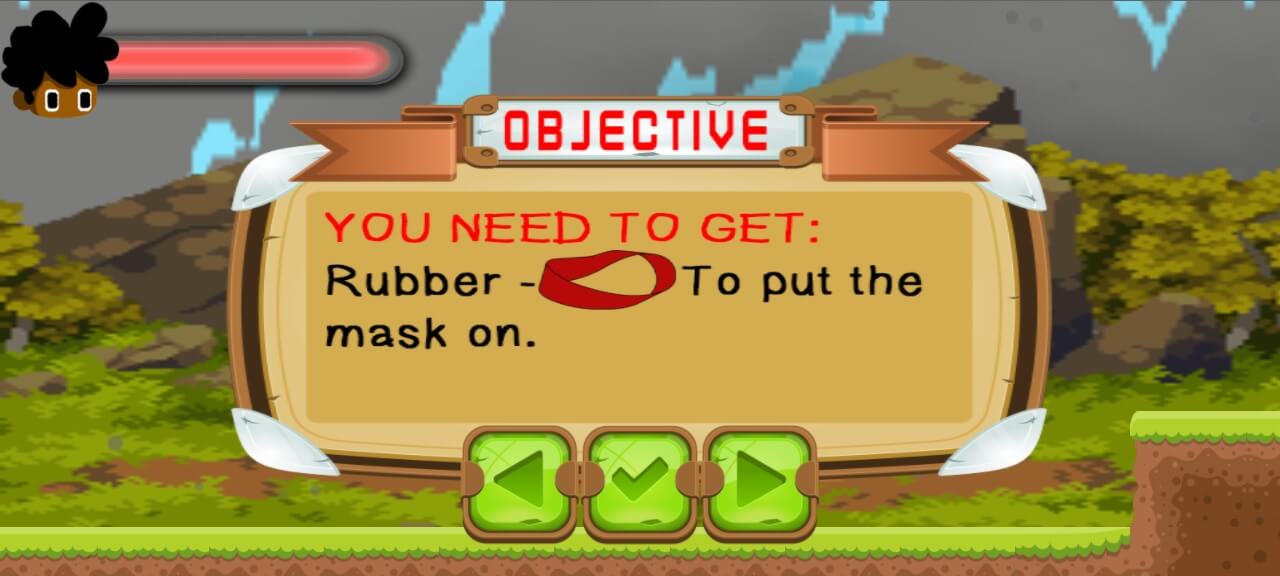 OBJECTIVE
YOU NEED TO GET:
Rubber - To put the
mask on.